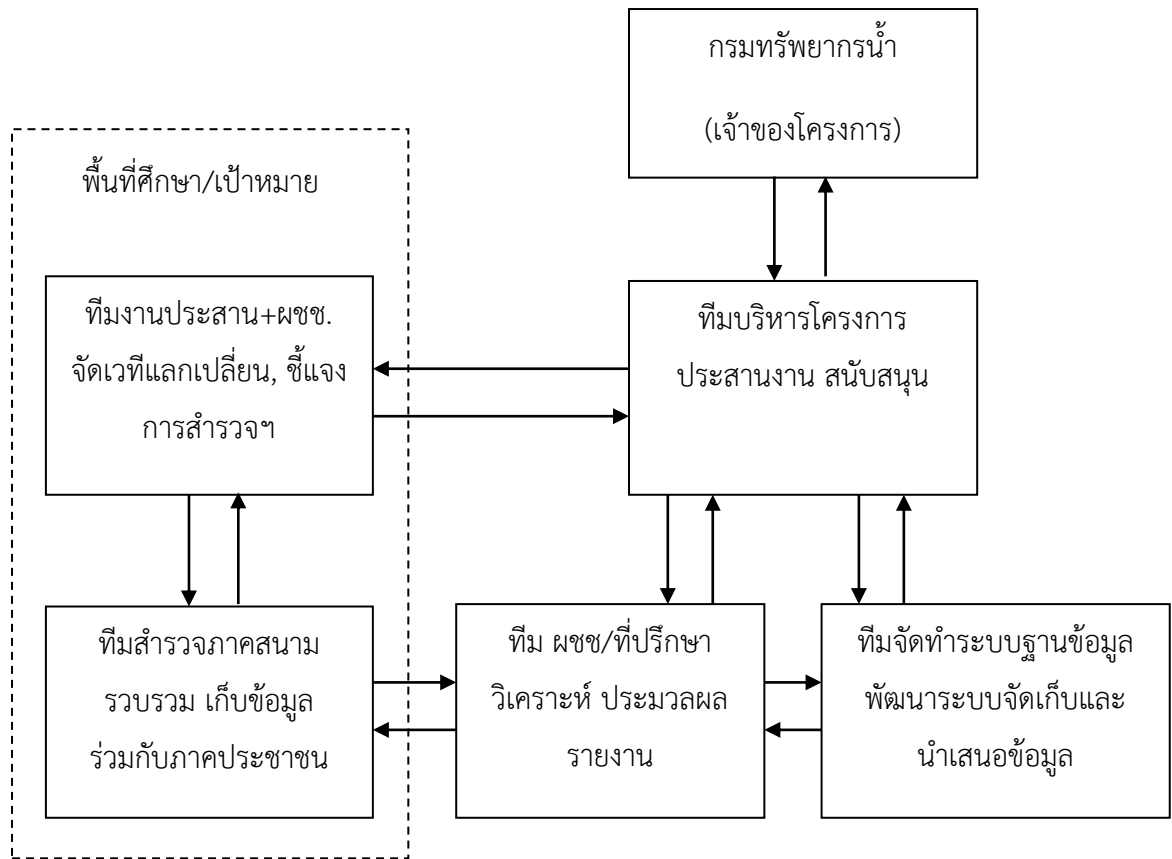 กรมทรัพยากรน้ำ
(เจ้าของโครงการ)
พื้นที่ศึกษา/เป้าหมาย
ทีมงานประสาน+ผชช.
จัดเวทีแลกเปลี่ยน, ชี้แจง
การสำรวจฯ
ทีมบริหารโครงการ
ประสานงาน สนับสนุน
ทีมสำรวจภาคสนาม
รวบรวม เก็บข้อมูล
ร่วมกับภาคประชาชน
ทีม ผชช/ที่ปรึกษา
วิเคราะห์ ประมวลผล
รายงาน
ทีมจัดทำระบบฐานข้อมูล
พัฒนาระบบจัดเก็บและ
นำเสนอข้อมูล